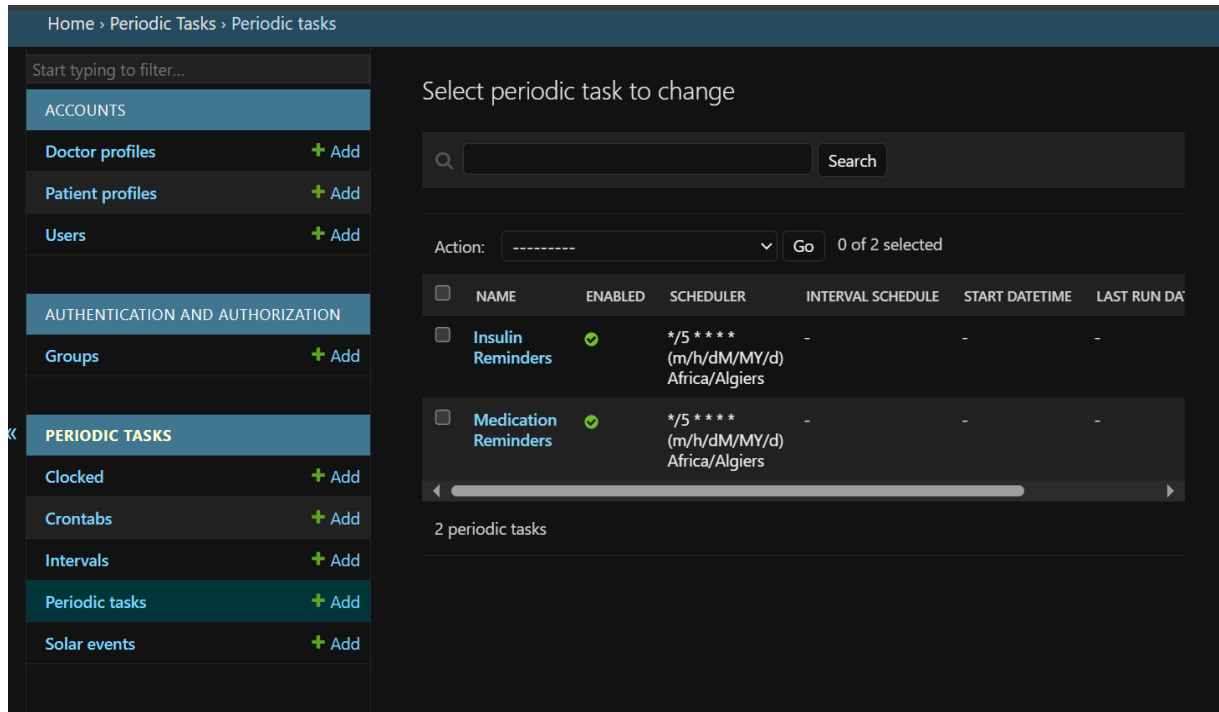 Home › Periodic Tasks › Periodic tasks
Start typing to filter...
ACCOUNTS
Doctor profiles + Add
Patient profiles + Add
Users + Add
AUTHENTICATION AND AUTHORIZATION
Groups + Add
«
PERIODIC TASKS
Clocked + Add
Crontabs + Add
Intervals + Add
Periodic tasks + Add
Solar events + Add
Select periodic task to change
Search
Action: --------- Go 0 of 2 selected
NAME ENABLED SCHEDULER INTERVAL SCHEDULE START DATETIME LAST RUN DA
Insulin */5 * * * * - - -
Reminders (m/h/dM/MY/d)
Africa/Algiers
Medication */5 * * * * - - -
Reminders (m/h/dM/MY/d)
Africa/Algiers
2 periodic tasks